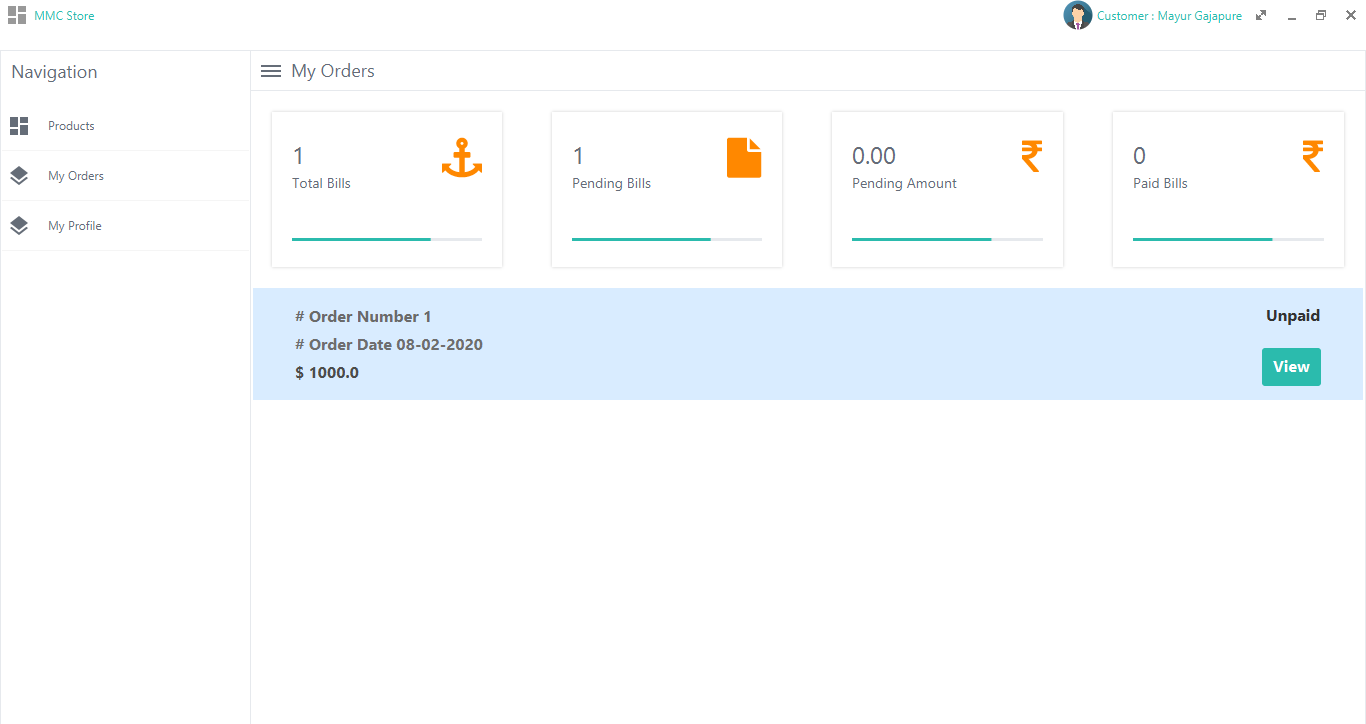 MMC Store
Customer : Mayur Gajapure
Navigation
My Orders
Products
My Orders
My Profile
1
Total Bills
1
Pending Bills
0.00
Pending Amount
₹
0
Paid Bills
₹
# Order Number 1
Unpaid
# Order Date 08-02-2020
$ 1000.0
View